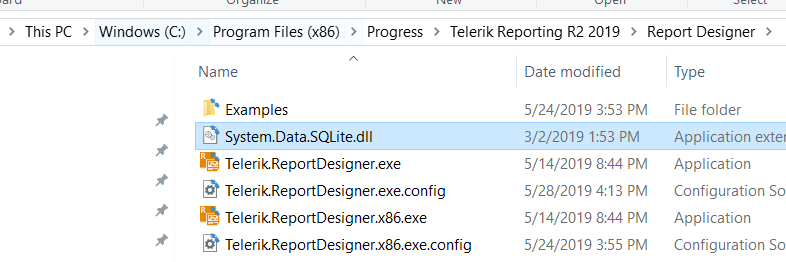 Organize New Open Select
This PC > Windows (C:) > Program Files (x86) > Progress > Telerik Reporting R2 2019 > Report Designer >
Name Date modified Type
Examples 5/24/2019 3:53 PM File folder
System.Data.SQLite.dll 3/2/2019 1:53 PM Application exte
Telerik.ReportDesigner.exe 5/14/2019 8:44 PM Application
Telerik.ReportDesigner.exe.config 5/28/2019 4:13 PM Configuration So
Telerik.ReportDesigner.x86.exe 5/14/2019 8:44 PM Application
Telerik.ReportDesigner.x86.exe.config 5/24/2019 3:55 PM Configuration So